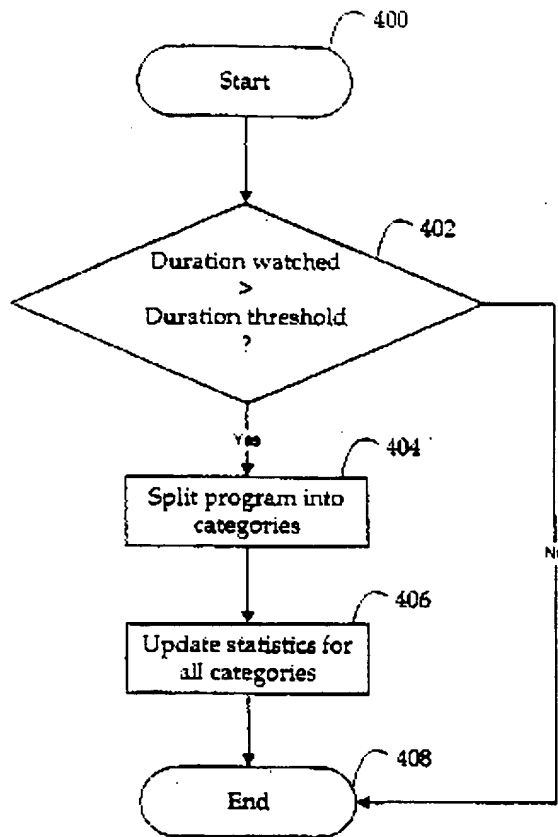 400
Start
402
Duration watched
>
Duration threshold
?
Yes
404
Split program into
categories
No
406
Update statistics for
all categories
408
End